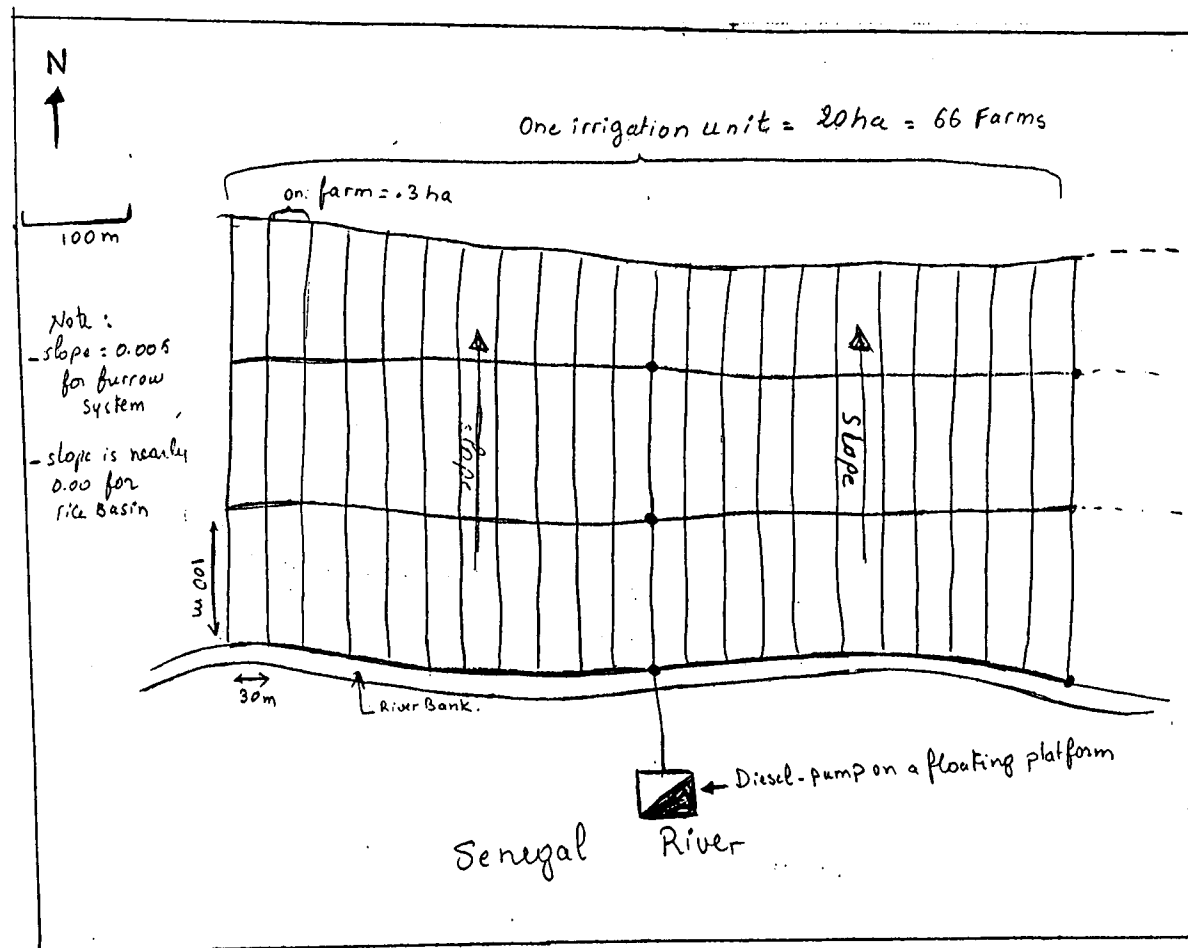 N
One irrigation unit = 20ha = 66 Farms
on. farm = .3 ha
100m
Note :
- slope = 0.005
for furrow
System
- slope is nearly
0.00 for
rice Basin
slope
Slope
100 m
30m
River Bank.
Diesel-pump on a floating platform
Senegal River